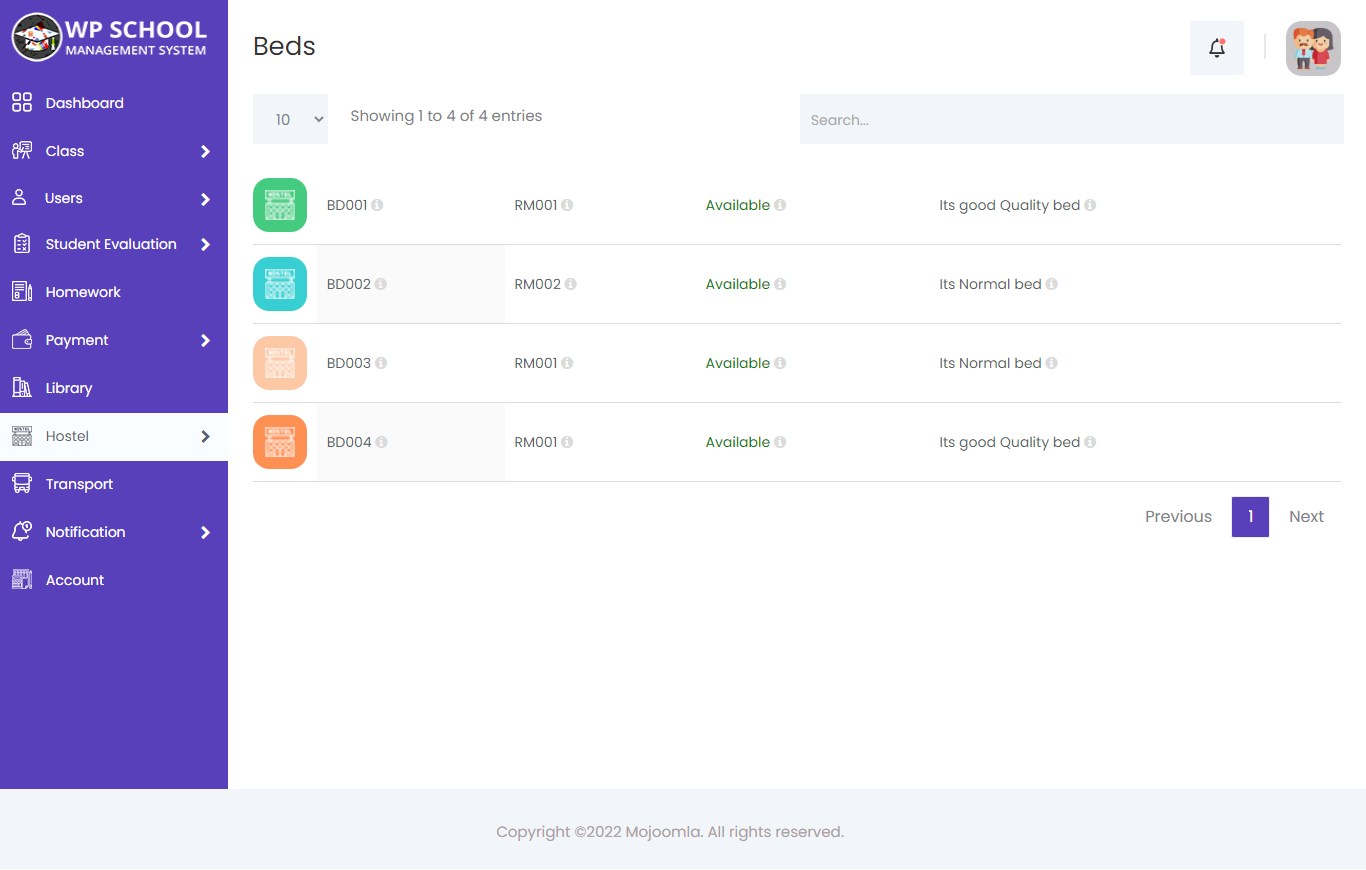 WP SCHOOL
MANAGEMENT SYSTEM
Dashboard
Class
Users
Student Evaluation
Homework
Payment
Library
Hostel
Transport
Notification
Account
Beds
10
Showing 1 to 4 of 4 entries
Search...
HOSTEL BD001 RM001 Available Its good Quality bed
HOSTEL BD002 RM002 Available Its Normal bed
HOSTEL BD003 RM001 Available Its Normal bed
HOSTEL BD004 RM001 Available Its good Quality bed
Previous 1 Next
Copyright ©2022 Mojoomla. All rights reserved.